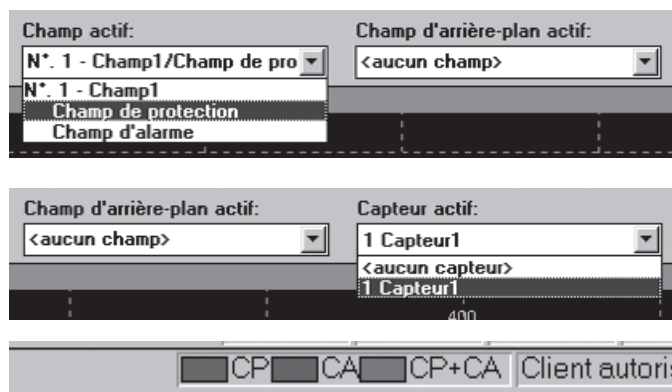 Champ actif: Champ d'arrière-plan actif:
N°. 1 - Champ1/Champ de pro <aucun champ>
N°. 1 - Champ1
Champ de protection
Champ d'alarme
Champ d'arrière-plan actif: Capteur actif:
<aucun champ> 1 Capteur1
<aucun capteur>
1 Capteur1
400
CP CA CP+CA Client autori